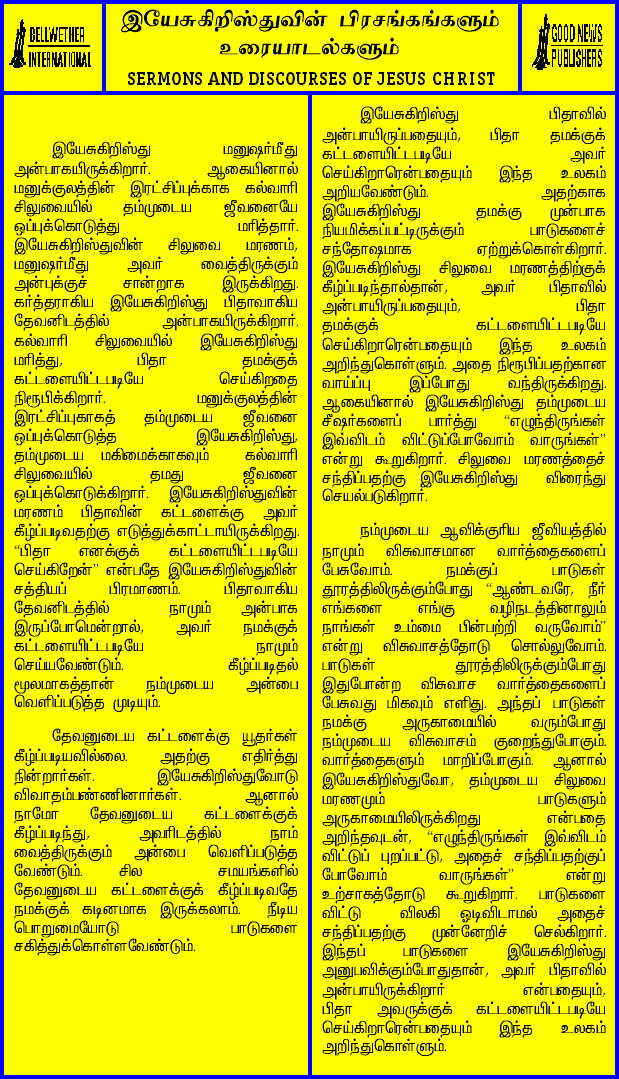 BELLWETHER
INTERNATIONAL
இயேசுகிறிஸ்துவின் பிரசங்கங்களும்
உரையாடல்களும்
SERMONS AND DISCOURSES OF JESUS CHRIST
GOOD NEWS
PUBLISHERS
இயேசுகிறிஸ்து மனுஷர்மீது
அன்பாகயிருக்கிறார். ஆகையினால்
மனுக்குலத்தின் இரட்சிப்புக்காக கல்வாரி
சிலுவையில் தம்முடைய ஜீவனையே
ஒப்புக்கொடுத்து மரித்தார்.
இயேசுகிறிஸ்துவின் சிலுவை மரணம்,
மனுஷர்மீது அவர் வைத்திருக்கும்
அன்புக்குச் சான்றாக இருக்கிறது.
கர்த்தராகிய இயேசுகிறிஸ்து பிதாவாகிய
தேவனிடத்தில் அன்பாகயிருக்கிறார்.
கல்வாரி சிலுவையில் இயேசுகிறிஸ்து
மரித்து, பிதா தமக்குக்
கட்டளையிட்டபடியே செய்கிறதை
நிரூபிக்கிறார். மனுக்குலத்தின்
இரட்சிப்புகாகத் தம்முடைய ஜீவனை
ஒப்புக்கொடுத்த இயேசுகிறிஸ்து,
தம்முடைய மகிமைக்காகவும் கல்வாரி
சிலுவையில் தமது ஜீவனை
ஒப்புக்கொடுக்கிறார். இயேசுகிறிஸ்துவின்
மரணம் பிதாவின் கட்டளைக்கு அவர்
கீழ்ப்படிவதற்கு எடுத்துக்காட்டாயிருக்கிறது.
“பிதா எனக்குக் கட்டளையிட்டபடியே
செய்கிறேன்” என்பதே இயேசுகிறிஸ்துவின்
சத்தியப் பிரமாணம். பிதாவாகிய
தேவனிடத்தில் நாமும் அன்பாக
இருப்போமென்றால், அவர் நமக்குக்
கட்டளையிட்டபடியே நாமும்
செய்யவேண்டும். கீழ்ப்படிதல்
மூலமாகத்தான் நம்முடைய அன்பை
வெளிப்படுத்த முடியும்.
தேவனுடைய கட்டளைக்கு யூதர்கள்
கீழ்ப்படியவில்லை. அதற்கு எதிர்த்து
நின்றார்கள். இயேசுகிறிஸ்துவோடு
விவாதம்பண்ணினார்கள். ஆனால்
நாமோ தேவனுடைய கட்டளைக்குக்
கீழ்ப்படிந்து, அவரிடத்தில் நாம்
வைத்திருக்கும் அன்பை வெளிப்படுத்த
வேண்டும். சில சமயங்களில்
தேவனுடைய கட்டளைக்குக் கீழ்ப்படிவதே
நமக்குக் கடினமாக இருக்கலாம். நீடிய
பொறுமையோடு பாடுகளை
சகித்துக்கொள்ளவேண்டும்.
இயேசுகிறிஸ்து பிதாவில்
அன்பாயிருப்பதையும், பிதா தமக்குக்
கட்டளையிட்டபடியே அவர்
செய்கிறாரென்பதையும் இந்த உலகம்
அறியவேண்டும். அதற்காக
இயேசுகிறிஸ்து தமக்கு முன்பாக
நியமிக்கப்பட்டிருக்கும் பாடுகளைச்
சந்தோஷமாக ஏற்றுக்கொள்கிறார்.
இயேசுகிறிஸ்து சிலுவை மரணத்திற்குக்
கீழ்ப்படிந்தால்தான், அவர் பிதாவில்
அன்பாயிருப்பதையும், பிதா
தமக்குக் கட்டளையிட்டபடியே
செய்கிறாரென்பதையும் இந்த உலகம்
அறிந்துகொள்ளும். அதை நிரூபிப்பதற்கான
வாய்ப்பு இப்போது வந்திருக்கிறது.
ஆகையினால் இயேசுகிறிஸ்து தம்முடைய
சீஷர்களைப் பார்த்து “எழுந்திருங்கள்
இவ்விடம் விட்டுப்போவோம் வாருங்கள்”
என்று கூறுகிறார். சிலுவை மரணத்தைச்
சந்திப்பதற்கு இயேசுகிறிஸ்து விரைந்து
செயல்படுகிறார்.
நம்முடைய ஆவிக்குரிய ஜீவியத்தில்
நாமும் விசுவாசமான வார்த்தைகளைப்
பேசுவோம். நமக்குப் பாடுகள்
தூரத்திலிருக்கும்போது “ஆண்டவரே, நீர்
எங்களை எங்கு வழிநடத்தினாலும்
நாங்கள் உம்மை பின்பற்றி வருவோம்”
என்று விசுவாசத்தோடு சொல்லுவோம்.
பாடுகள் தூரத்திலிருக்கும்போது
இதுபோன்ற விசுவாச வார்த்தைகளைப்
பேசுவது மிகவும் எளிது. அந்தப் பாடுகள்
நமக்கு அருகாமையில் வரும்போது
நம்முடைய விசுவாசம் குறைந்துபோகும்.
வார்த்தைகளும் மாறிப்போகும். ஆனால்
இயேசுகிறிஸ்துவோ, தம்முடைய சிலுவை
மரணமும் பாடுகளும்
அருகாமையிலிருக்கிறது என்பதை
அறிந்தவுடன், “எழுந்திருங்கள் இவ்விடம்
விட்டுப் புறப்பட்டு, அதைச் சந்திப்பதற்குப்
போவோம் வாருங்கள்” என்று
உற்சாகத்தோடு கூறுகிறார். பாடுகளை
விட்டு விலகி ஓடிவிடாமல் அதைச்
சந்திப்பதற்கு முன்னேறிச் செல்கிறார்.
இந்தப் பாடுகளை இயேசுகிறிஸ்து
அனுபவிக்கும்போதுதான், அவர் பிதாவில்
அன்பாயிருக்கிறார் என்பதையும்,
பிதா அவருக்குக் கட்டளையிட்டபடியே
செய்கிறாரென்பதையும் இந்த உலகம்
அறிந்துகொள்ளும்.